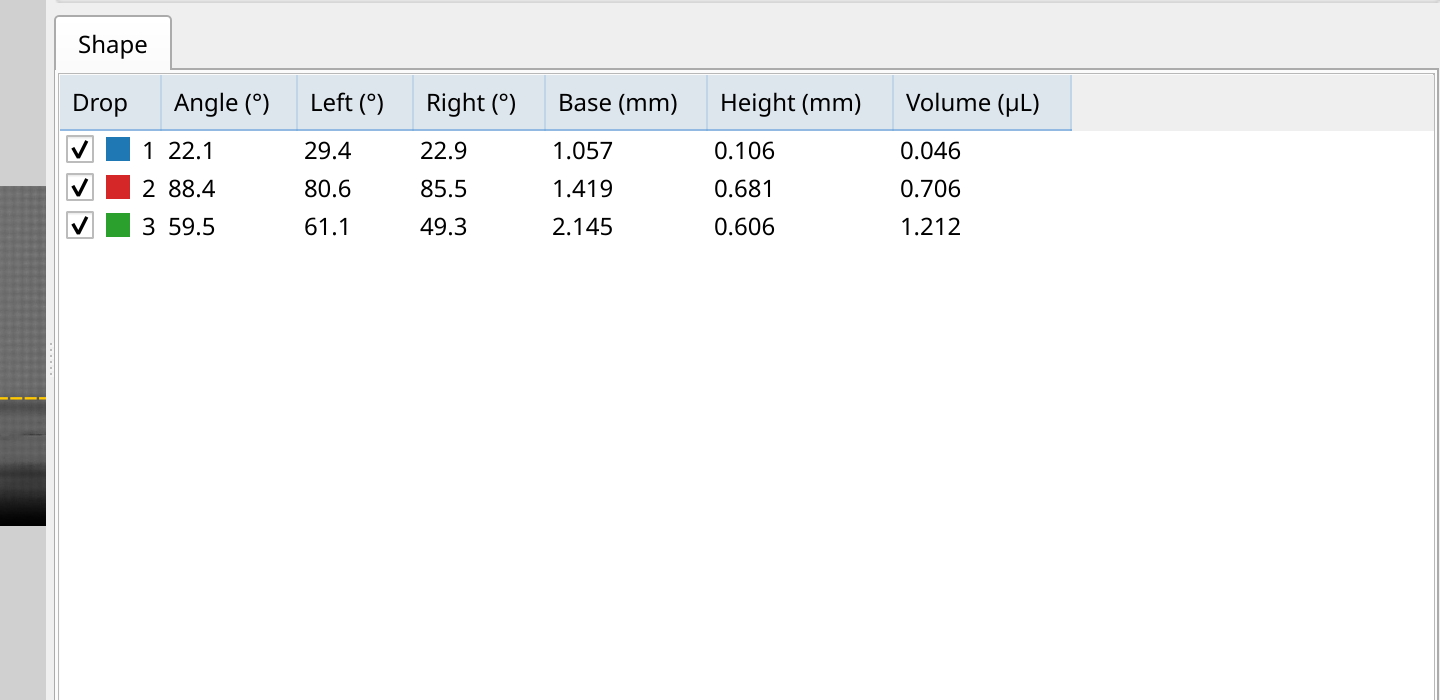 Shape
Drop Angle (°) Left (°) Right (°) Base (mm) Height (mm) Volume (µL)
1 22.1 29.4 22.9 1.057 0.106 0.046
2 88.4 80.6 85.5 1.419 0.681 0.706
3 59.5 61.1 49.3 2.145 0.606 1.212